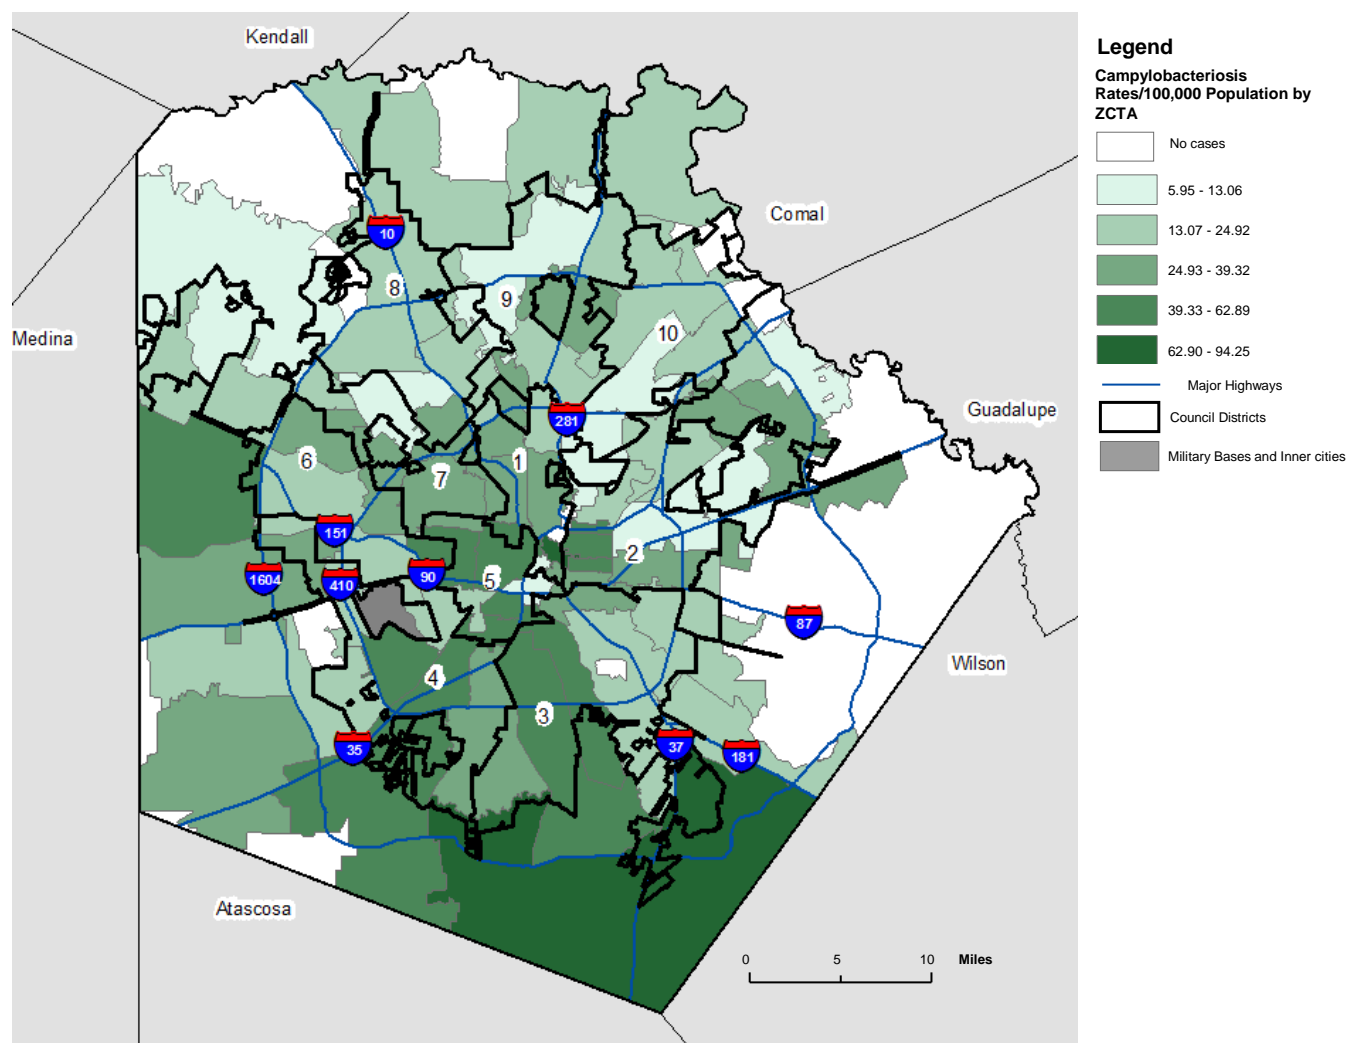 Kendall
Comal
Medina
Guadalupe
Wilson
Atascosa
10
8
9
10
281
6
7
1
151
2
1604
410
90
5
87
4
3
35
37
181
0 5 10 Miles
Legend
Campylobacteriosis
Rates/100,000 Population by
ZCTA
No cases
5.95 - 13.06
13.07 - 24.92
24.93 - 39.32
39.33 - 62.89
62.90 - 94.25
Major Highways
Council Districts
Military Bases and Inner cities